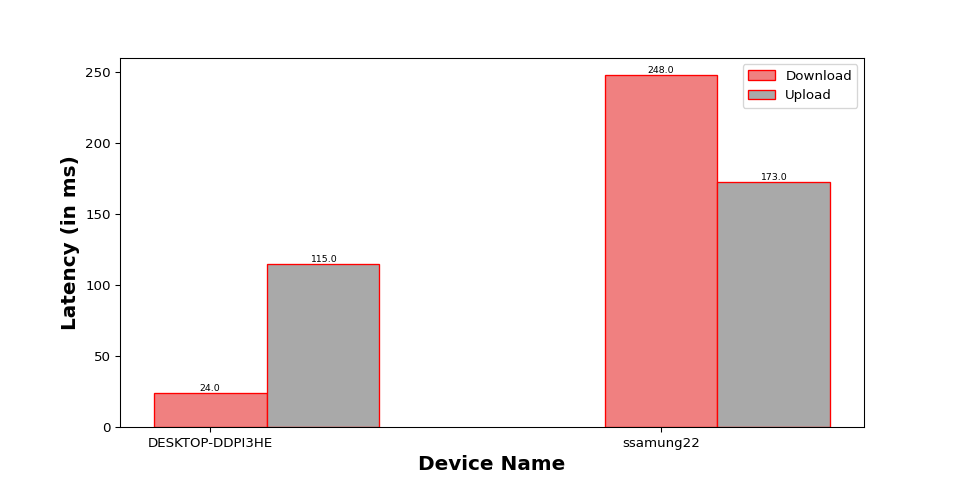 250
200
150
100
50
0
Latency (in ms)
24.0
115.0
248.0
173.0
Download
Upload
DESKTOP-DDPI3HE
ssamung22
Device Name